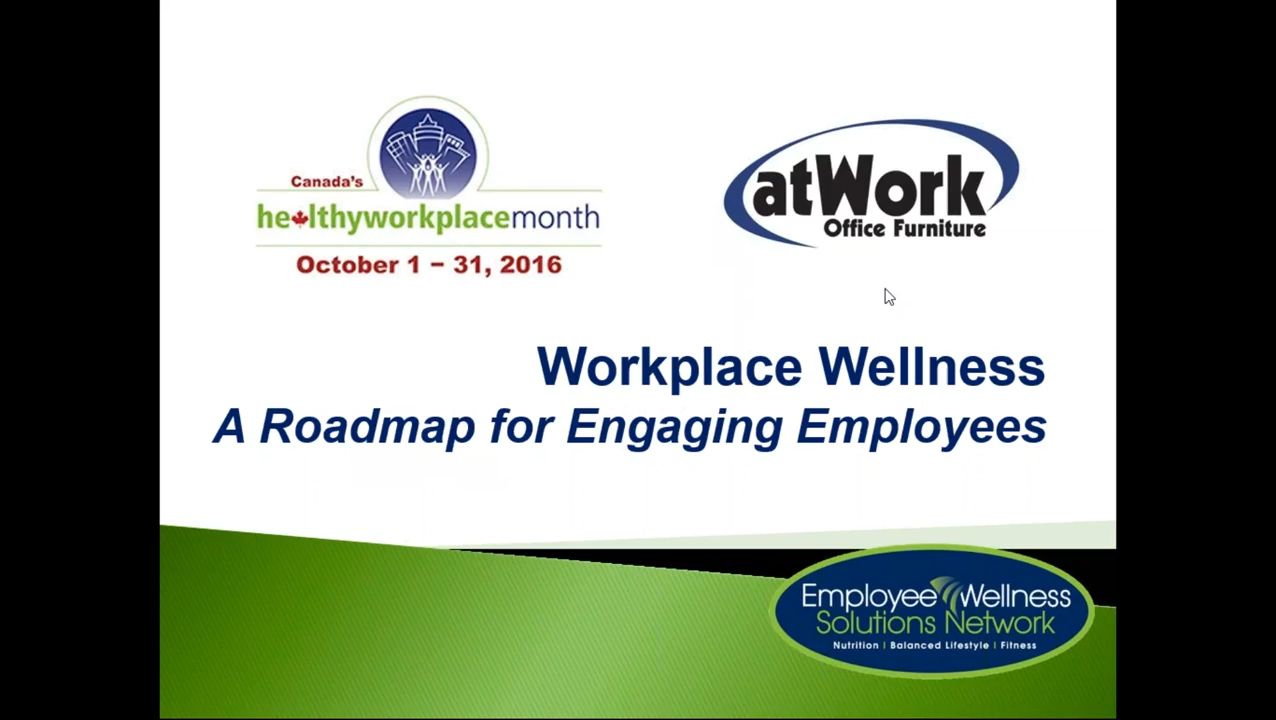 Canada's
healthyworkplacemonth
October 1 – 31, 2016
atWork
Office Furniture
Workplace Wellness
A Roadmap for Engaging Employees
Employee Wellness
Solutions Network
Nutrition | Balanced Lifestyle | Fitness